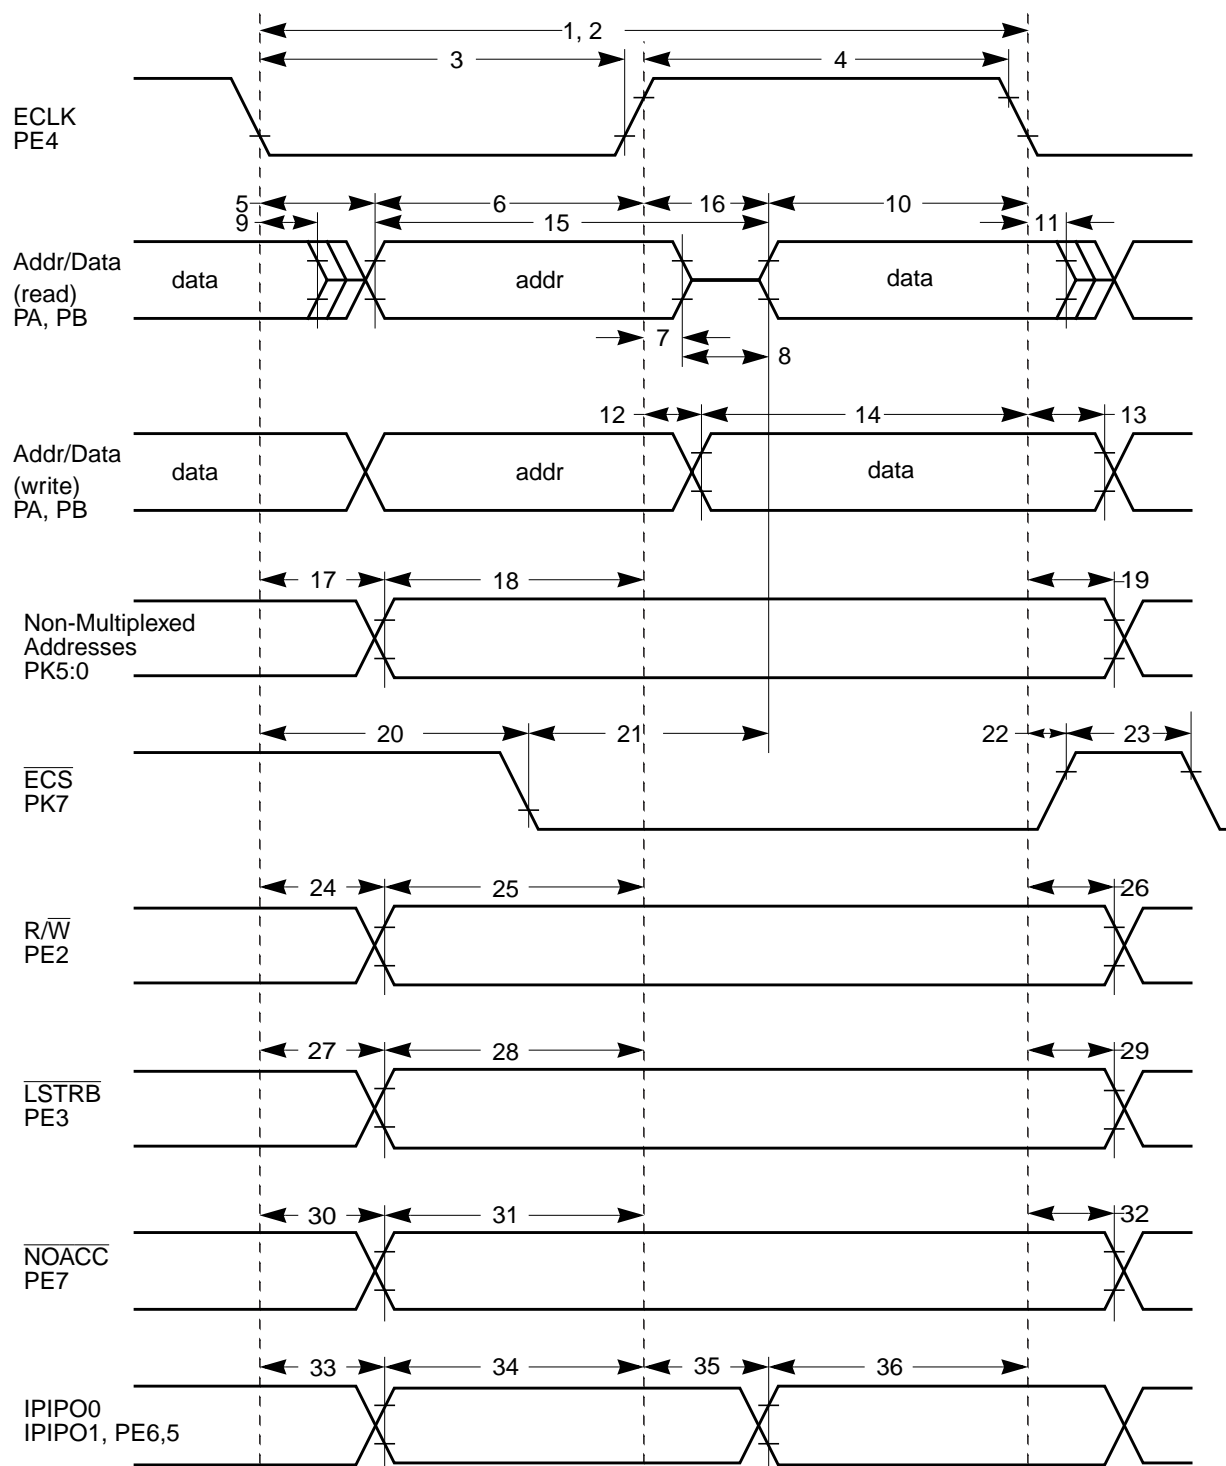 1, 2
3
4
ECLK
PE4
5
6
16
10
9
15
11
Addr/Data
(read)
PA, PB
data
addr
data
7
8
12
14
13
Addr/Data
(write)
PA, PB
data
addr
data
17
18
19
Non-Multiplexed
Addresses
PK5:0
20
21
22
23
ECS
PK7
24
25
26
R/W
PE2
27
28
29
LSTRB
PE3
30
31
32
NOACC
PE7
33
34
35
36
IPIPO0
IPIPO1, PE6,5